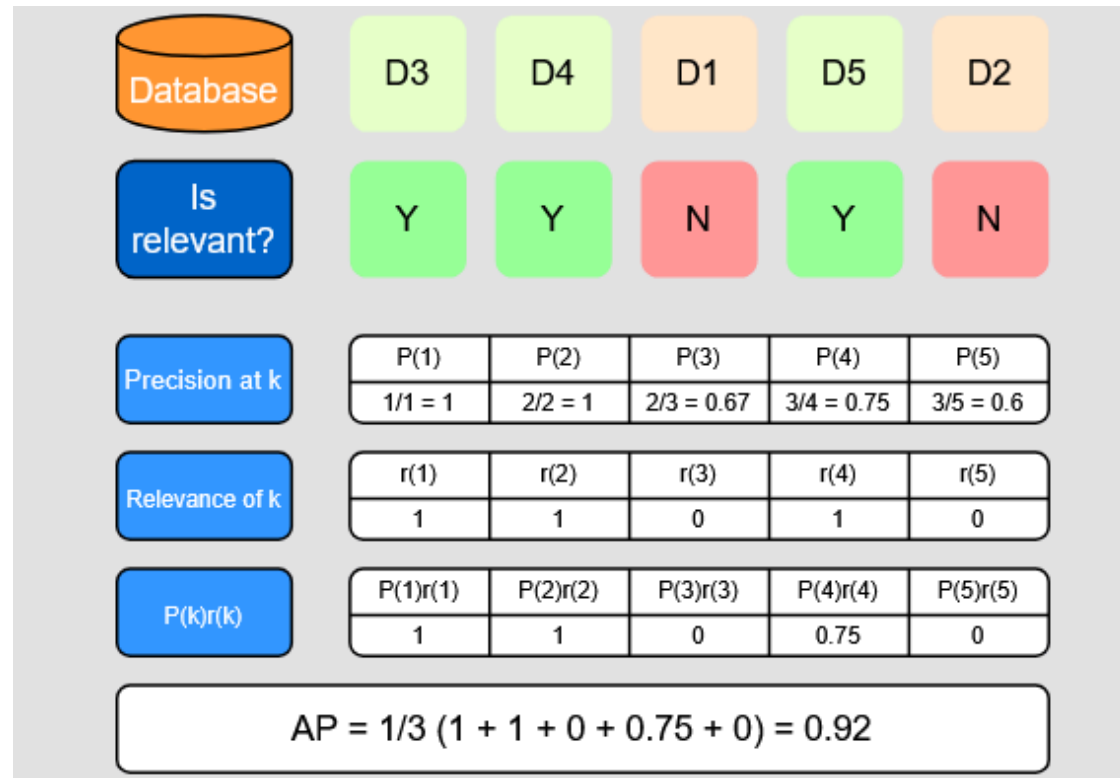 Database
D3 D4 D1 D5 D2
Is
relevant?
Y Y N Y N
Precision at k
P(1) P(2) P(3) P(4) P(5)
1/1 = 1 2/2 = 1 2/3 = 0.67 3/4 = 0.75 3/5 = 0.6
Relevance of k
r(1) r(2) r(3) r(4) r(5)
1 1 0 1 0
P(k)r(k)
P(1)r(1) P(2)r(2) P(3)r(3) P(4)r(4) P(5)r(5)
1 1 0 0.75 0
AP = 1/3 (1 + 1 + 0 + 0.75 + 0) = 0.92